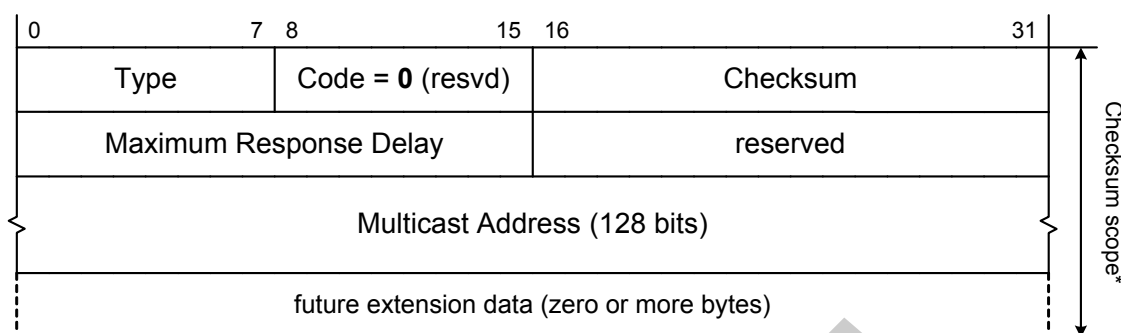 0 7 8 15 16 31
Type Code = 0 (resvd) Checksum
Maximum Response Delay reserved
Multicast Address (128 bits)
future extension data (zero or more bytes)
Checksum scope*